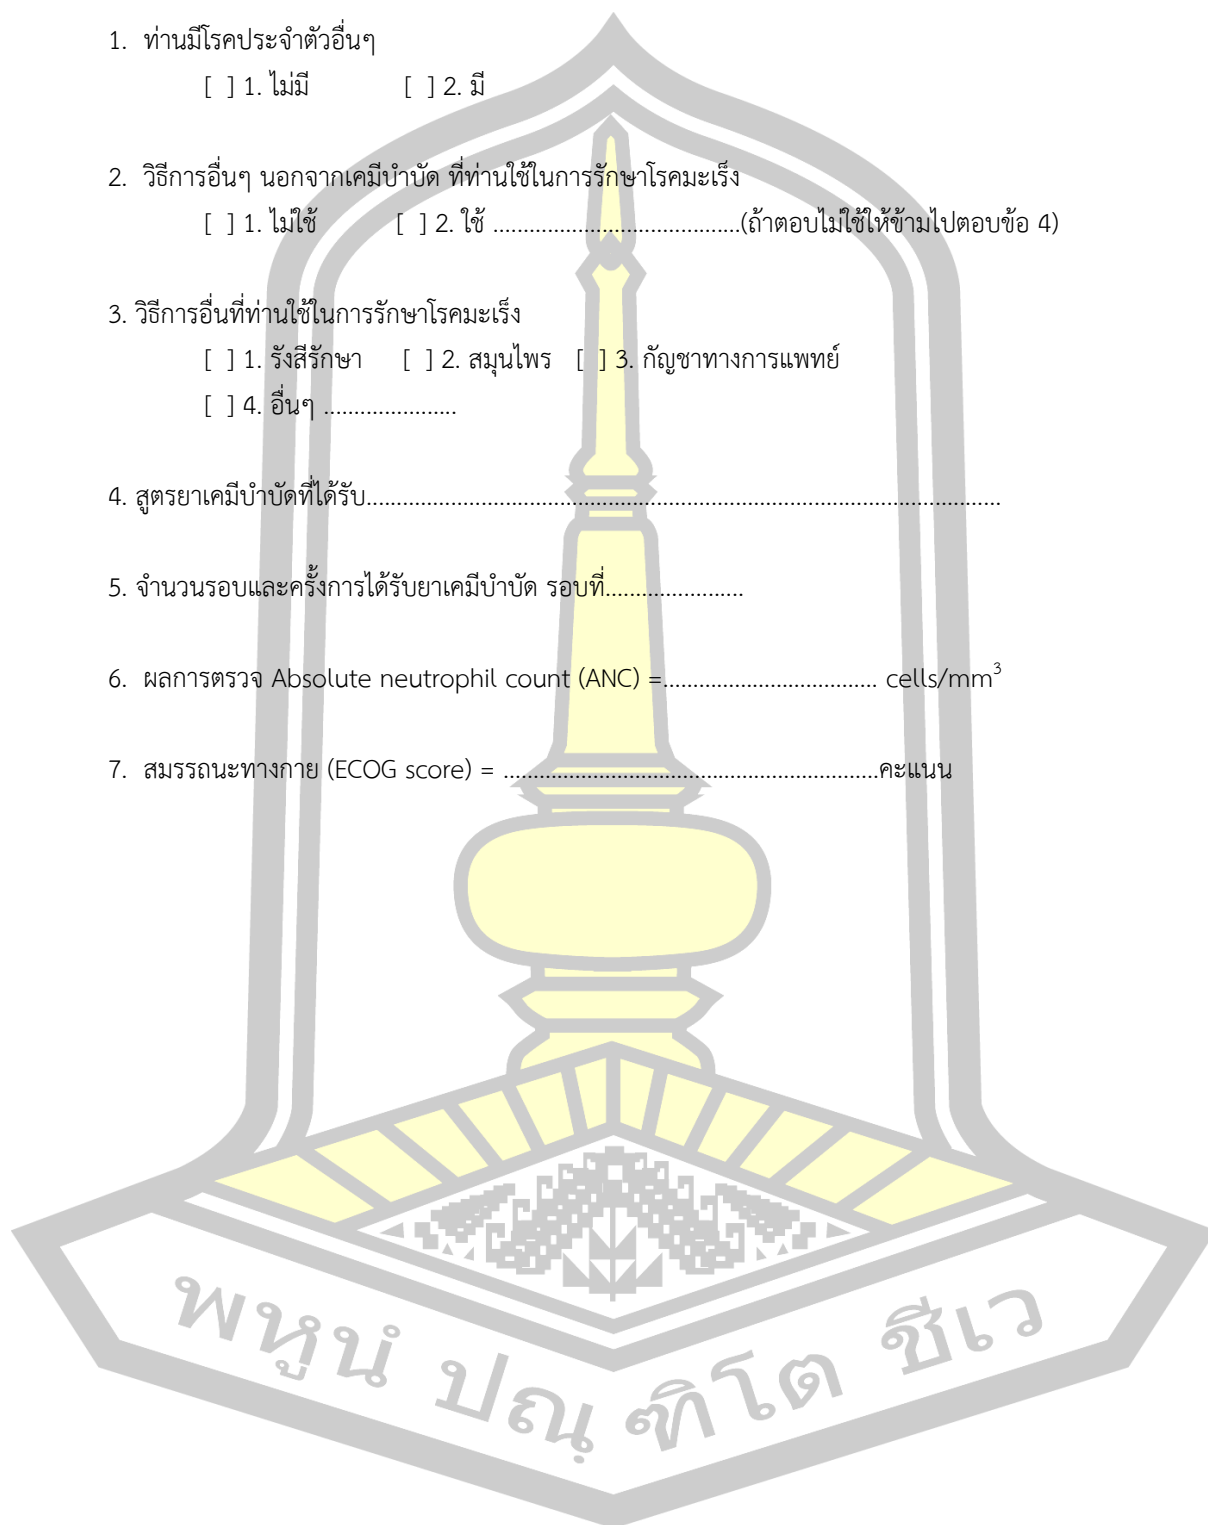 1. ท่านมีโรคประจำตัวอื่นๆ
[ ] 1. ไม่มี [ ] 2. มี
2. วิธีการอื่นๆ นอกจากเคมีบำบัด ที่ท่านใช้ในการรักษาโรคมะเร็ง
[ ] 1. ไม่ใช้ [ ] 2. ใช้ ........................................(ถ้าตอบไม่ใช้ให้ข้ามไปตอบข้อ 4)
3. วิธีการอื่นที่ท่านใช้ในการรักษาโรคมะเร็ง
[ ] 1. รังสีรักษา [ ] 2. สมุนไพร [ ] 3. กัญชาทางการแพทย์
[ ] 4. อื่นๆ ......................
4. สูตรยาเคมีบำบัดที่ได้รับ.........................................................................................................
5. จำนวนรอบและครั้งการได้รับยาเคมีบำบัด รอบที่.......................
6. ผลการตรวจ Absolute neutrophil count (ANC) =................................... cells/mm³
7. สมรรถนะทางกาย (ECOG score) = ..............................................................คะแนน
พหูนํ ปณฺฑิโต ชีเว